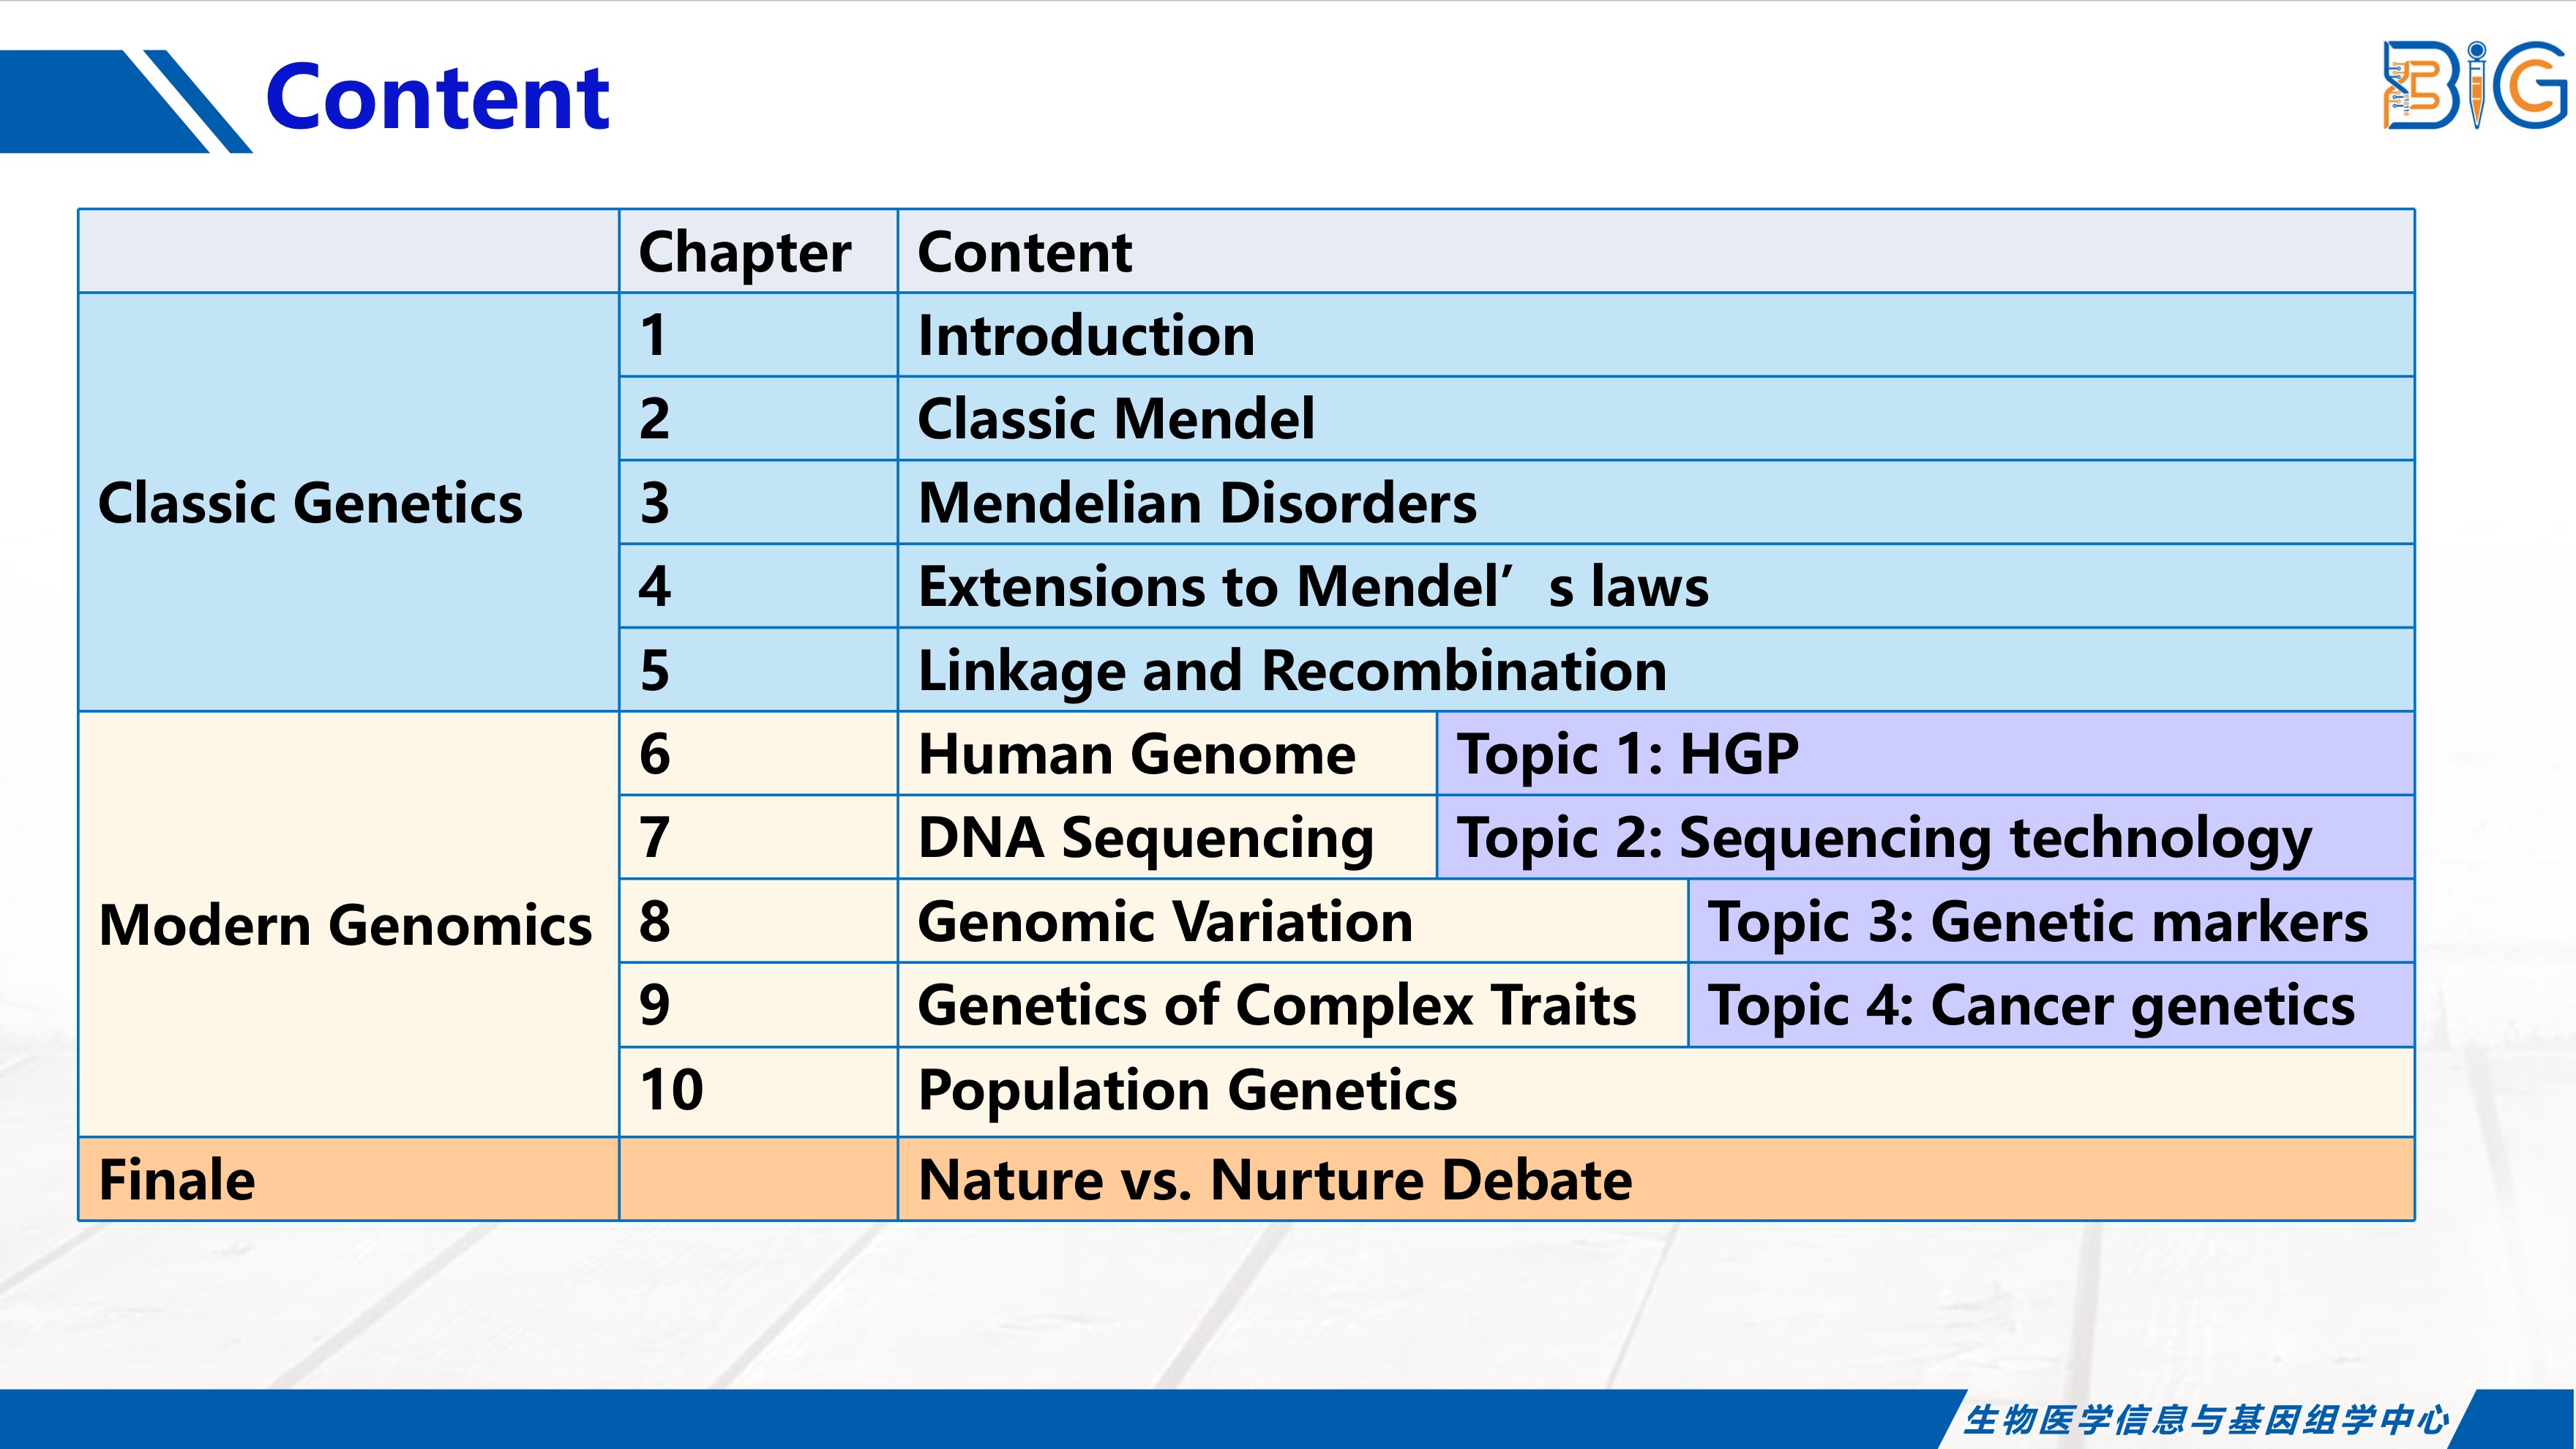 Content
BiG
Chapter Content
Classic Genetics
1 Introduction
2 Classic Mendel
3 Mendelian Disorders
4 Extensions to Mendel’s laws
5 Linkage and Recombination
Modern Genomics
6 Human Genome Topic 1: HGP
7 DNA Sequencing Topic 2: Sequencing technology
8 Genomic Variation Topic 3: Genetic markers
9 Genetics of Complex Traits Topic 4: Cancer genetics
10 Population Genetics
Finale Nature vs. Nurture Debate
生物医学信息与基因组学中心